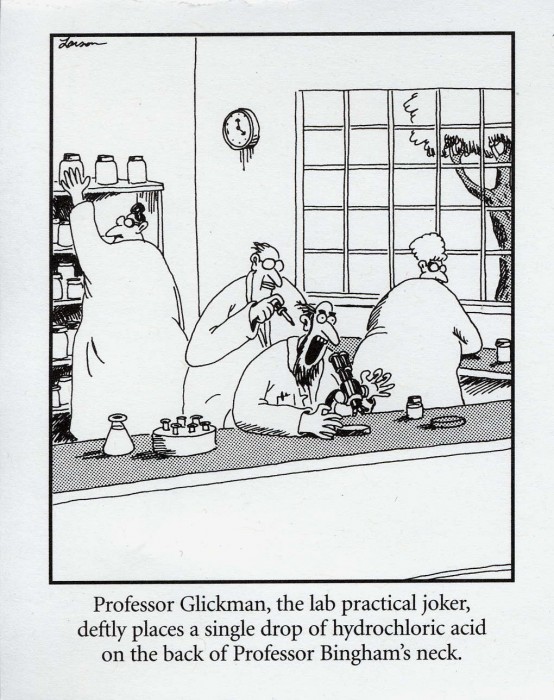 Larson
Professor Glickman, the lab practical joker,
deftly places a single drop of hydrochloric acid
on the back of Professor Bingham's neck.